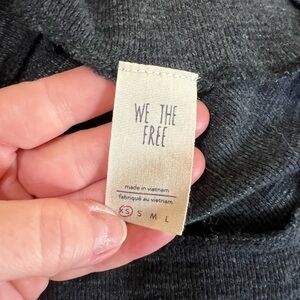 WE THE
FREE
made in vietnam
fabriqué au vietnam
XS S M L